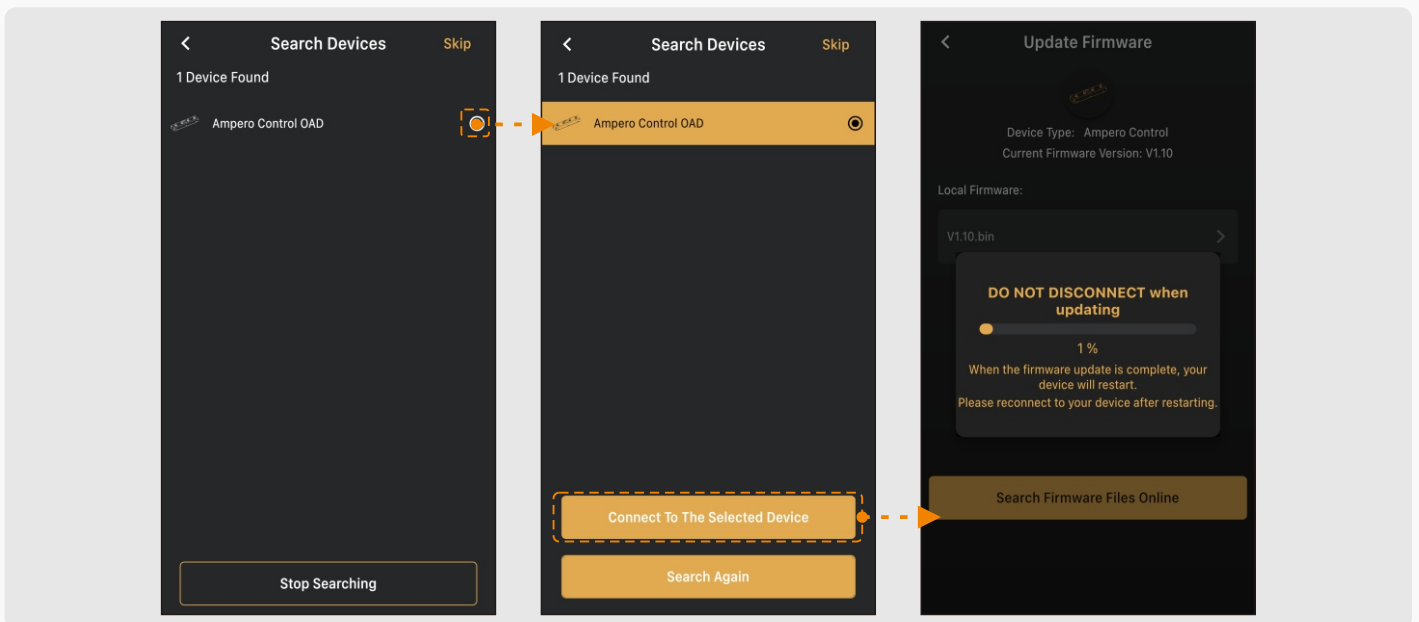 Search Devices
Skip
1 Device Found
Ampero Control OAD
Stop Searching
Search Devices
Skip
1 Device Found
Ampero Control OAD
Connect To The Selected Device
Search Again
Update Firmware
Device Type: Ampero Control
Current Firmware Version: V1.10
Local Firmware:
V1.10.bin
DO NOT DISCONNECT when
updating
1 %
When the firmware update is complete, your
device will restart.
Please reconnect to your device after restarting.
Search Firmware Files Online